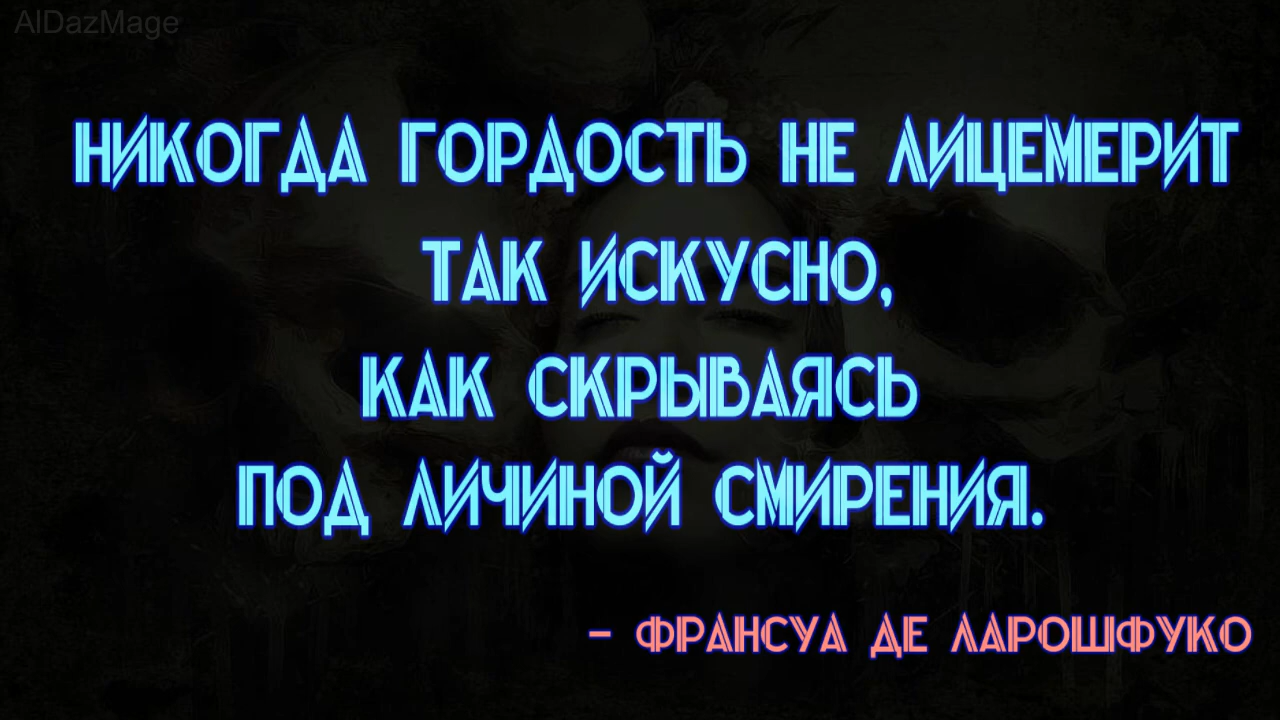 AlDazMage
НИКОГДА ГОРДОСТЬ НЕ ЛИЦЕМЕРИТ
ТАК ИСКУСНО,
КАК СКРЫВАЯСЬ
ПОД ЛИЧИНОЙ СМИРЕНИЯ.
- ФРАНСУА ДЕ ЛАРОШФУКО